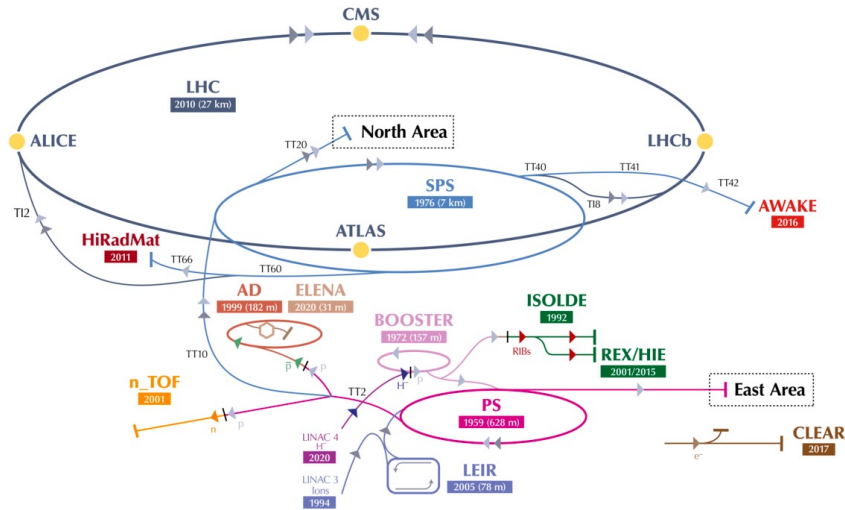 CMS
LHC
2010 (27 km)
ALICE
TT20
North Area
LHCb
TT40
TT41
SPS
1976 (7 km)
TT42
TI8
AWAKE
2016
TI2
ATLAS
HiRadMat
2011
TT66
TT60
AD
1999 (182 m)
ELENA
2020 (31 m)
ISOLDE
1992
BOOSTER
1972 (157 m)
RIBs
REX/HIE
2001/2015
TT10
p̅
p
H⁻
p
TT2
n_TOF
2001
East Area
PS
1959 (628 m)
n
p
LINAC 4
H⁻
2020
CLEAR
2017
e⁻
LEIR
2005 (78 m)
LINAC 3
Ions
1994